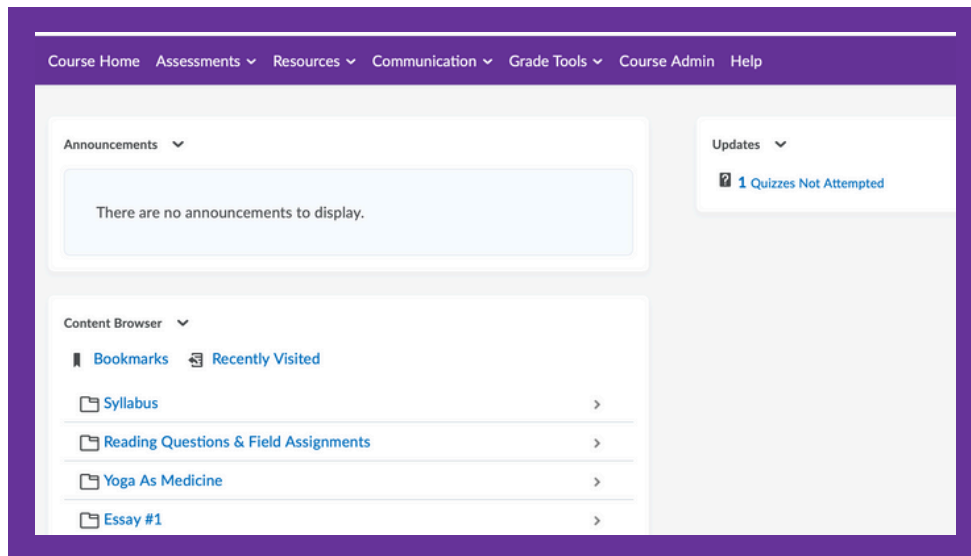 Course Home Assessments Resources Communication Grade Tools Course Admin Help
Announcements
There are no announcements to display.
Updates
1 Quizzes Not Attempted
Content Browser
Bookmarks Recently Visited
Syllabus
Reading Questions & Field Assignments
Yoga As Medicine
Essay #1